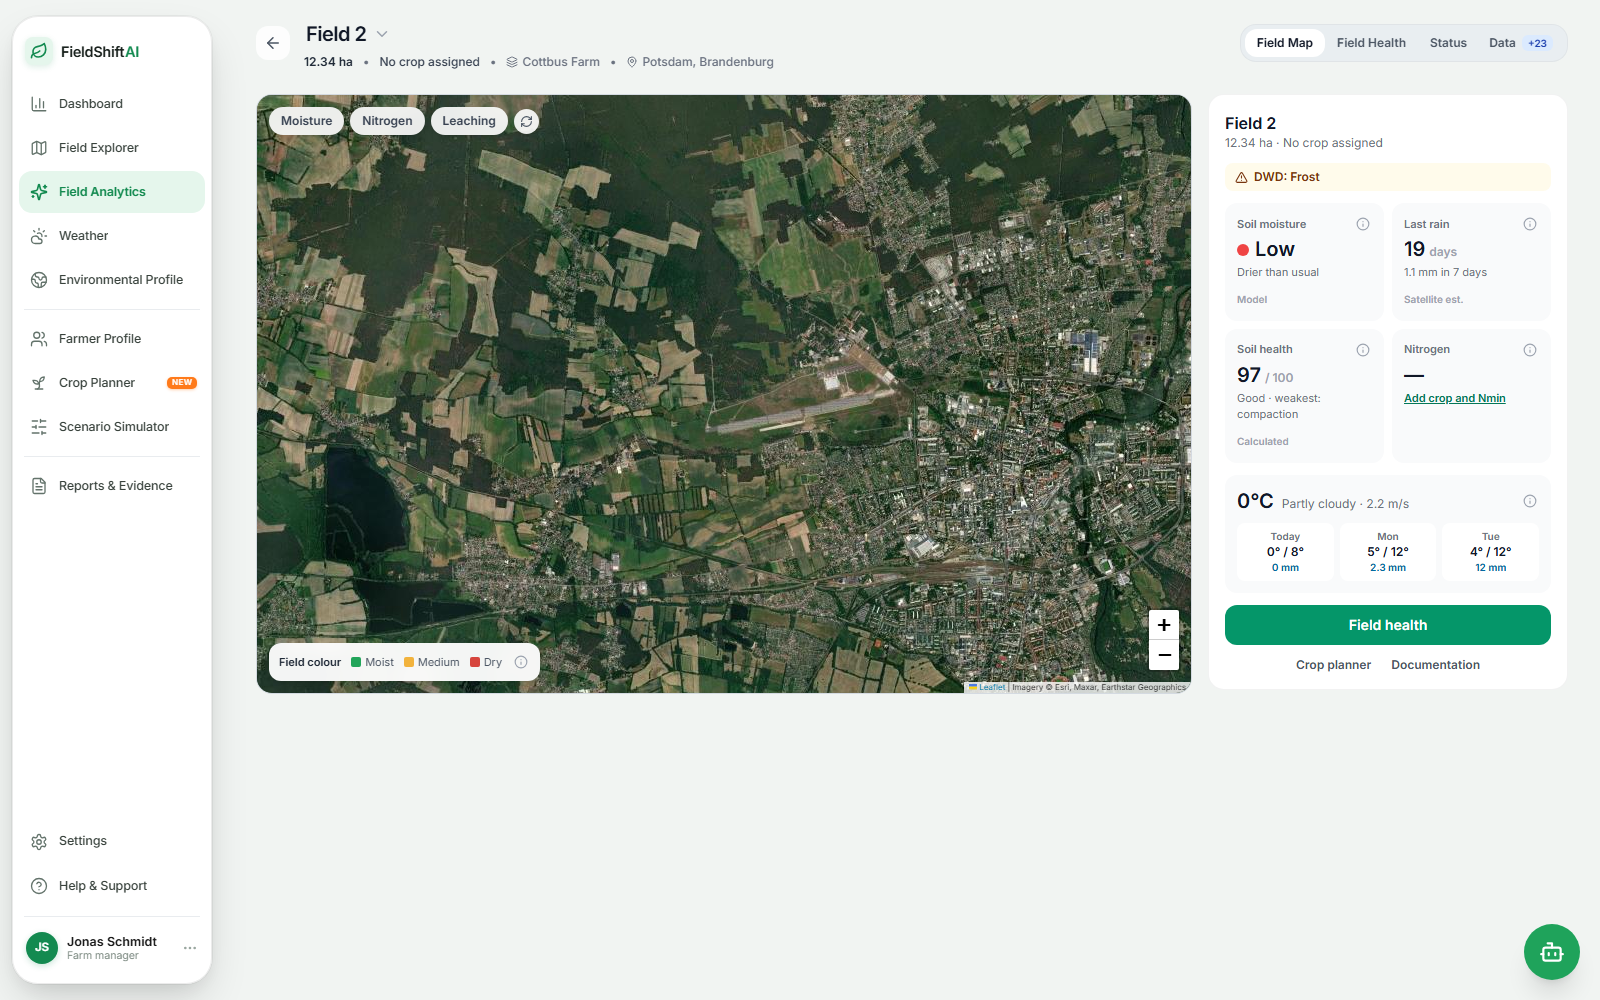 FieldShiftAI
Dashboard
Field Explorer
Field Analytics
Weather
Environmental Profile
Farmer Profile
Crop Planner NEW
Scenario Simulator
Reports & Evidence
Settings
Help & Support
JS Jonas Schmidt
Farm manager
Field 2
12.34 ha • No crop assigned • Cottbus Farm • Potsdam, Brandenburg
Field Map Field Health Status Data +23
Moisture Nitrogen Leaching
Field colour Moist Medium Dry
+
−
Leaflet | Imagery © Esri, Maxar, Earthstar Geographics
Field 2
12.34 ha · No crop assigned
DWD: Frost
Soil moisture
Low
Drier than usual
Model
Last rain
19 days
1.1 mm in 7 days
Satellite est.
Soil health
97 / 100
Good · weakest:
compaction
Calculated
Nitrogen
—
Add crop and Nmin
0°C Partly cloudy · 2.2 m/s
Today
0° / 8°
0 mm
Mon
5° / 12°
2.3 mm
Tue
4° / 12°
12 mm
Field health
Crop planner Documentation